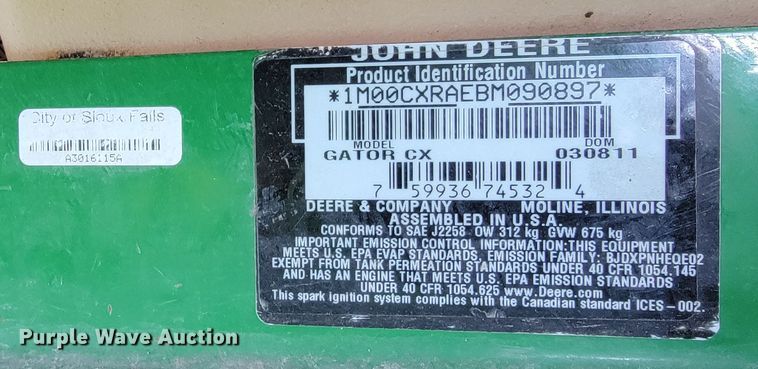 City of Sioux Falls
A3016115A
JOHN DEERE
Product Identification Number
*1M00CXRAEBM090897*
MODEL DOM
GATOR CX 030811
7 59936 74532 4
DEERE & COMPANY MOLINE, ILLINOIS
ASSEMBLED IN U.S.A.
CONFORMS TO SAE J2258 OW 312 kg GVW 675 kg
IMPORTANT EMISSION CONTROL INFORMATION:THIS EQUIPMENT
MEETS U.S. EPA EVAP STANDARDS, EMISSION FAMILY: BJDXPNHEQE02
EXEMPT FROM TANK PERMEATION STANDARDS UNDER 40 CFR 1054.145
AND HAS AN ENGINE THAT MEETS U.S. EPA EMISSION STANDARDS
UNDER 40 CFR 1054.625 www.Deere.com
This spark ignition system complies with the Canadian standard ICES-002.
Purple Wave Auction